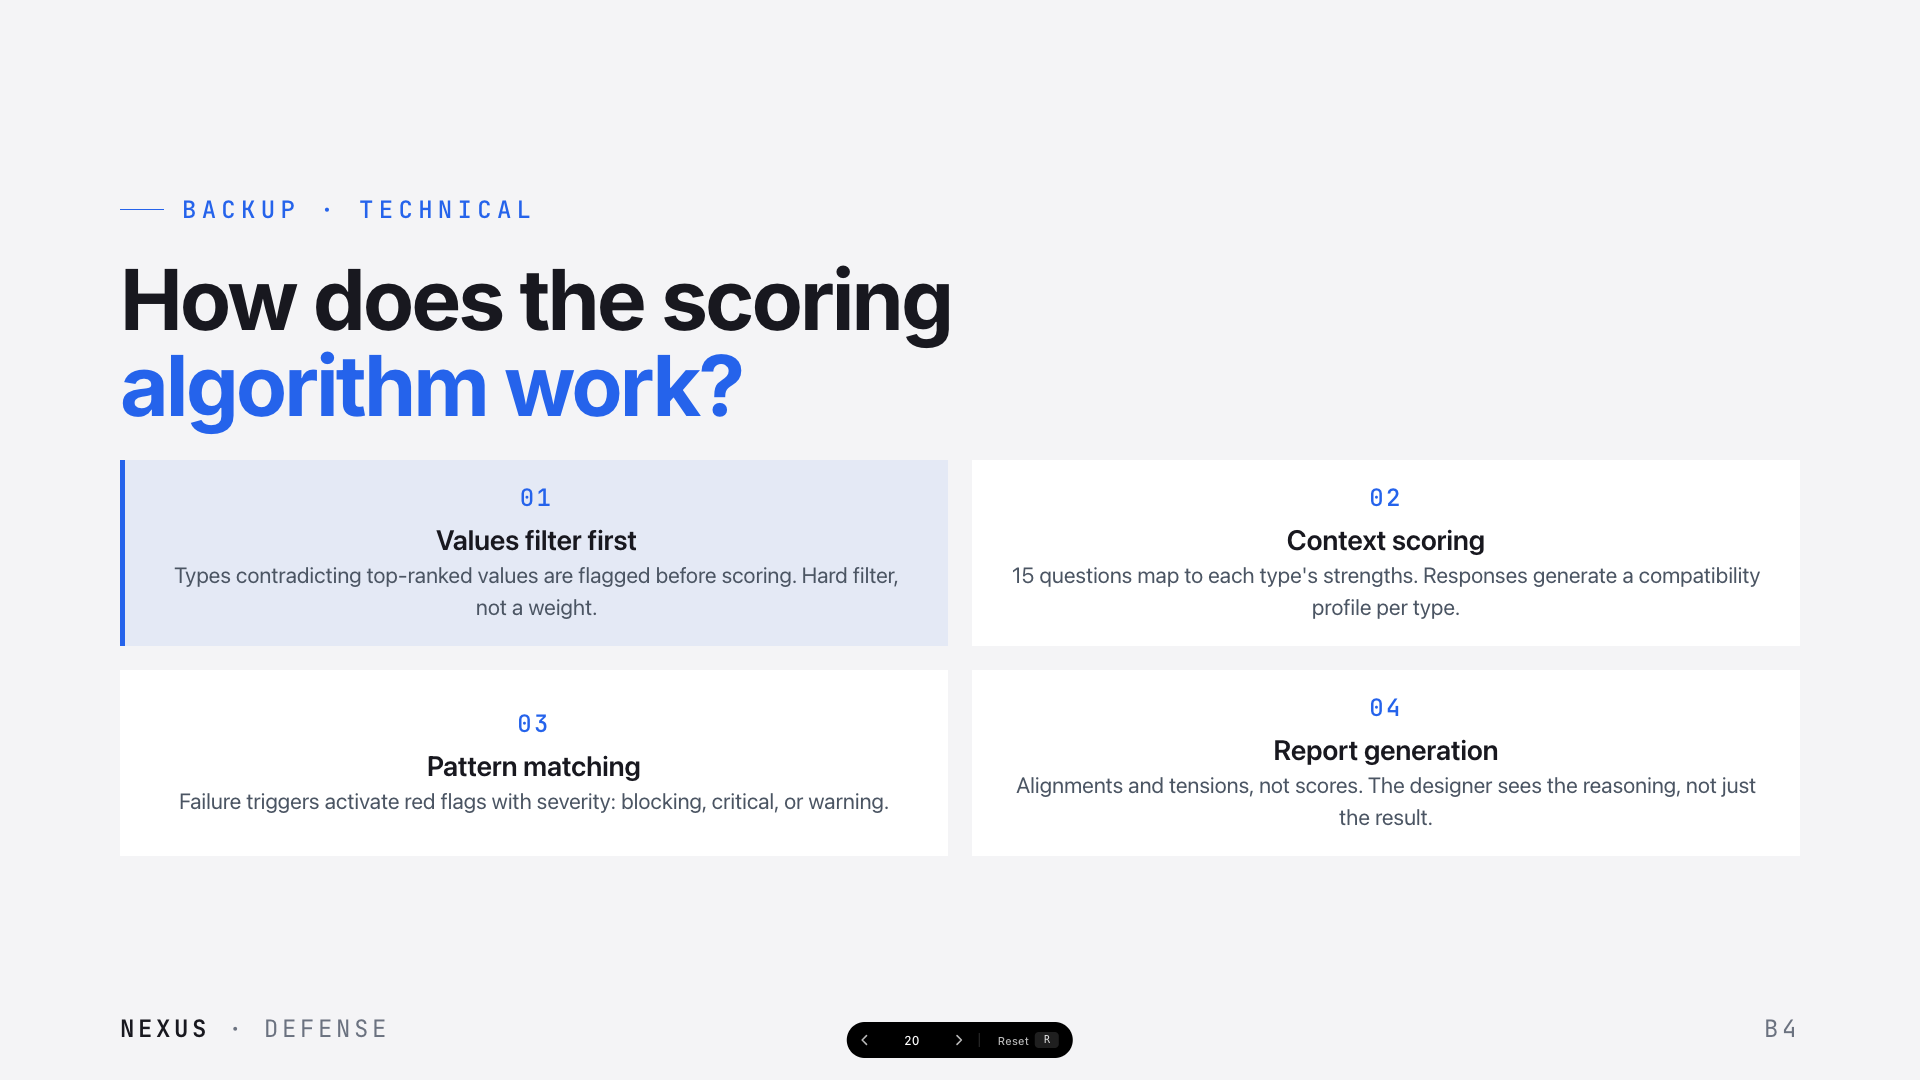 BACKUP · TECHNICAL
How does the scoring
algorithm work?
01
Values filter first
Types contradicting top-ranked values are flagged before scoring. Hard filter,
not a weight.
02
Context scoring
15 questions map to each type's strengths. Responses generate a compatibility
profile per type.
03
Pattern matching
Failure triggers activate red flags with severity: blocking, critical, or warning.
04
Report generation
Alignments and tensions, not scores. The designer sees the reasoning, not just
the result.
NEXUS · DEFENSE
20
Reset R
B4